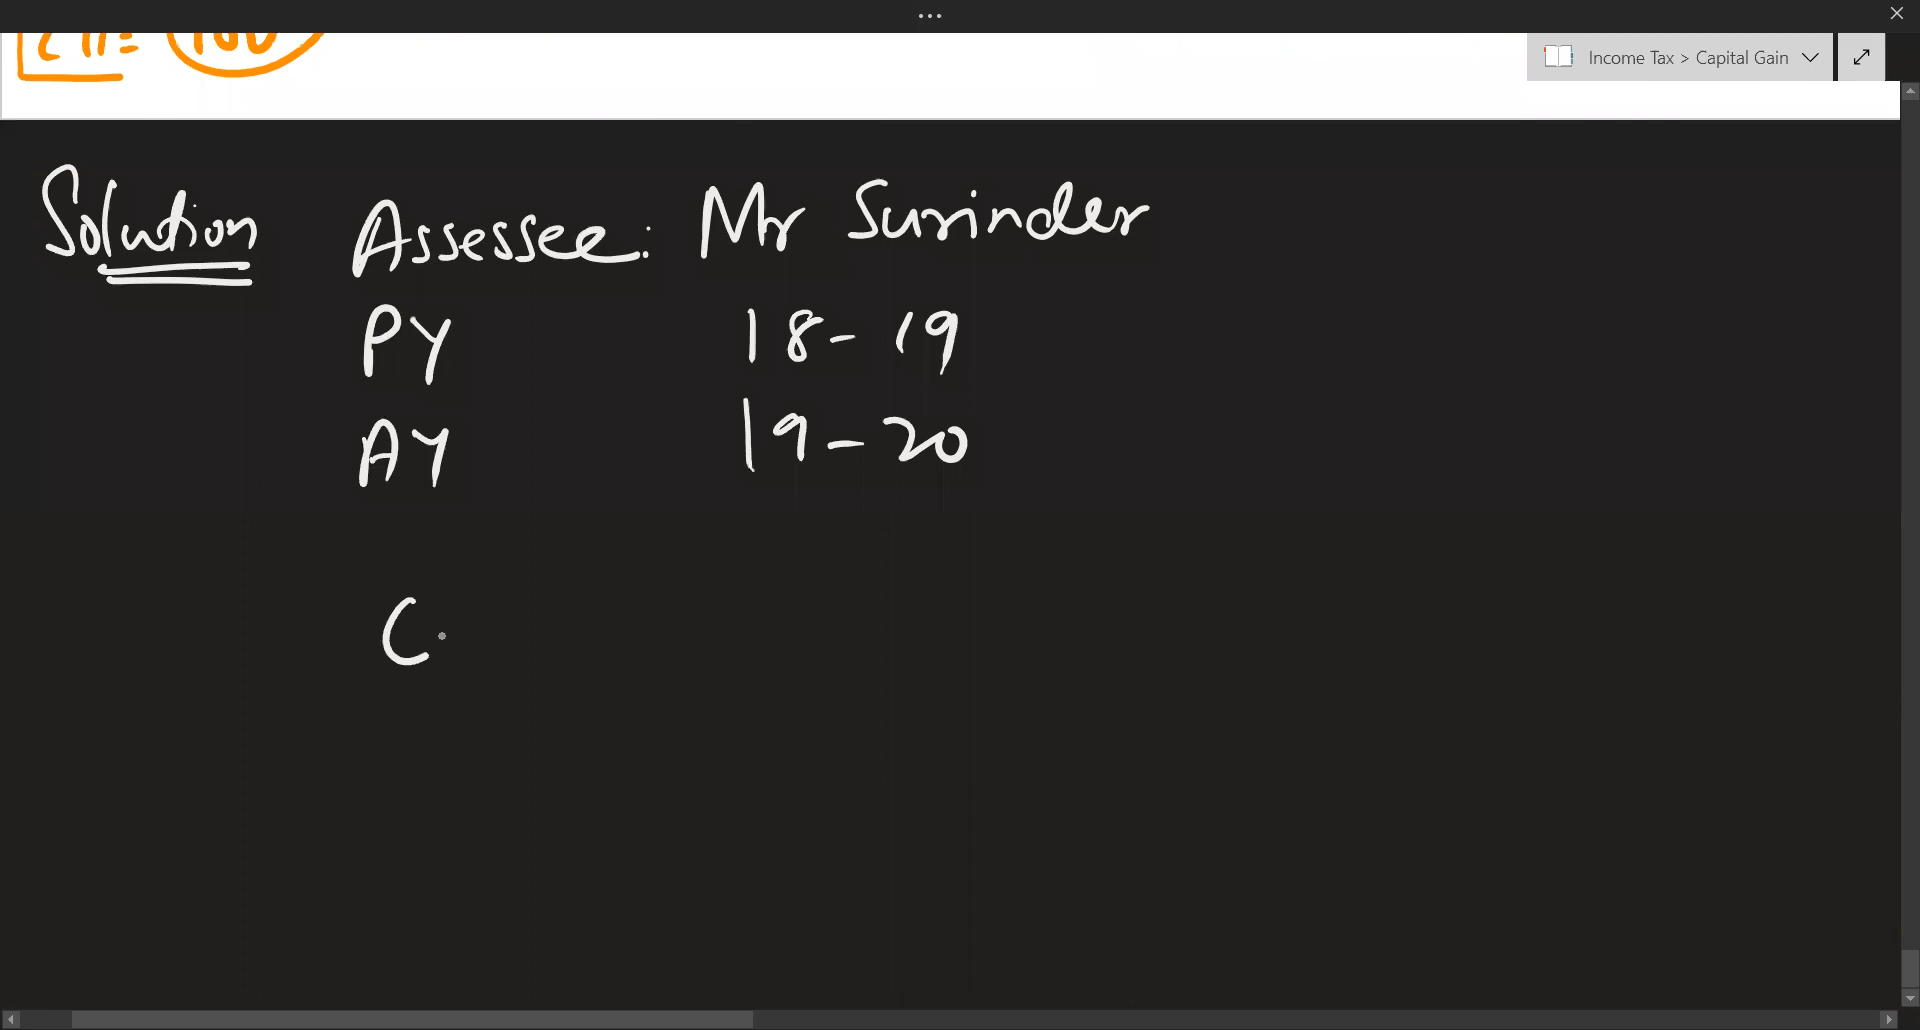 Income Tax > Capital Gain
Solution Assessee: Mr Surinder
PY 18-19
AY 19-20
C